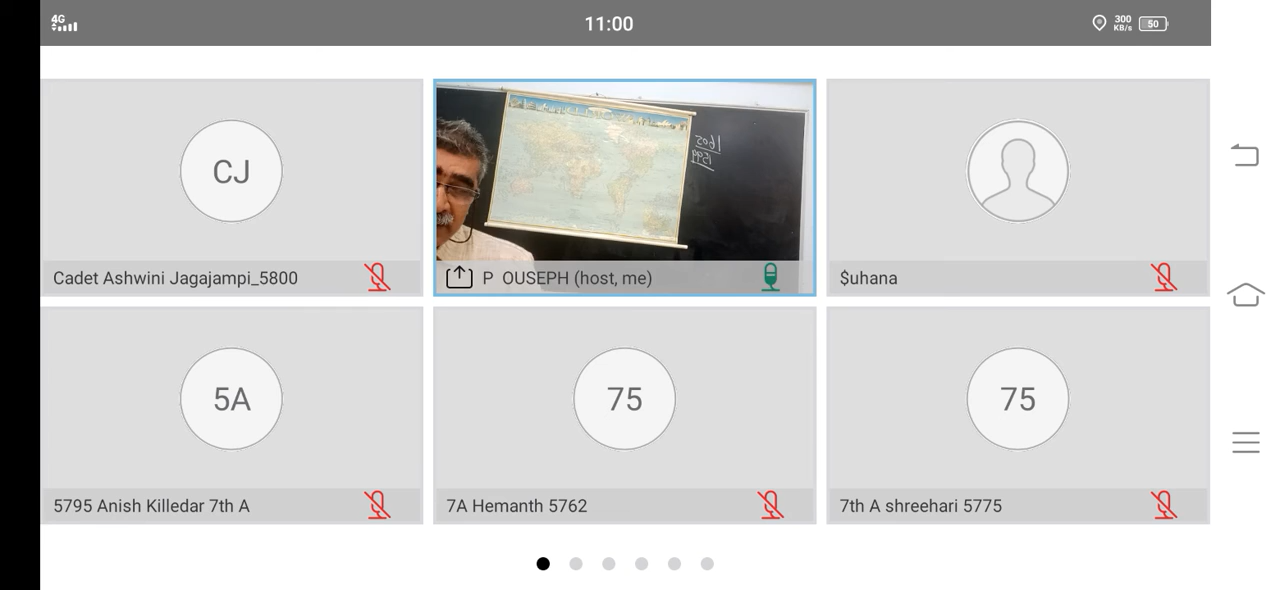 4G
11:00
300
KB/s
50
CJ
Cadet Ashwini Jagajampi_5800
P OUSEPH (host, me)
$uhana
5A
5795 Anish Killedar 7th A
75
7A Hemanth 5762
75
7th A shreehari 5775